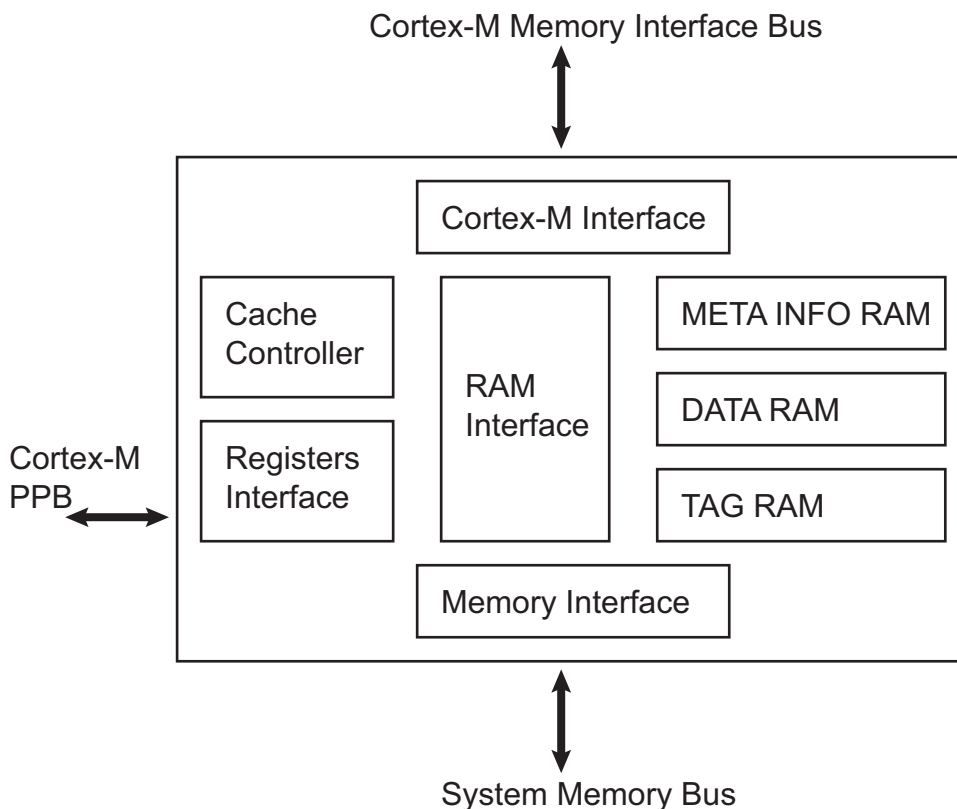 Cortex-M Memory Interface Bus
Cortex-M Interface
Cache
Controller
RAM
Interface
META INFO RAM
DATA RAM
TAG RAM
Cortex-M
PPB
Registers
Interface
Memory Interface
System Memory Bus